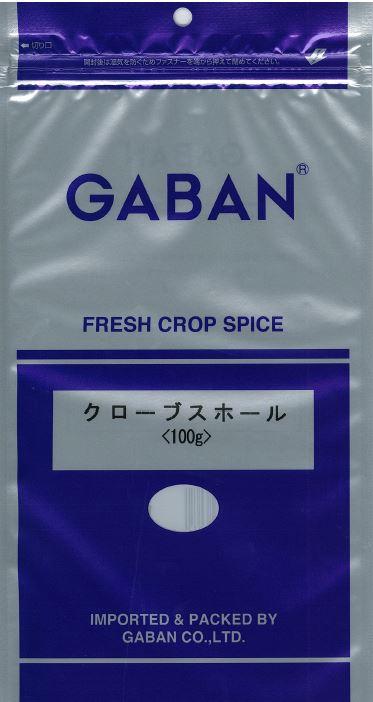 ← 切り口
開封後は湿気を防ぐためファスナーを端から押えて閉めてください。
GABAN®
FRESH CROP SPICE
クローブスホール
<100g>
IMPORTED & PACKED BY
GABAN CO.,LTD.